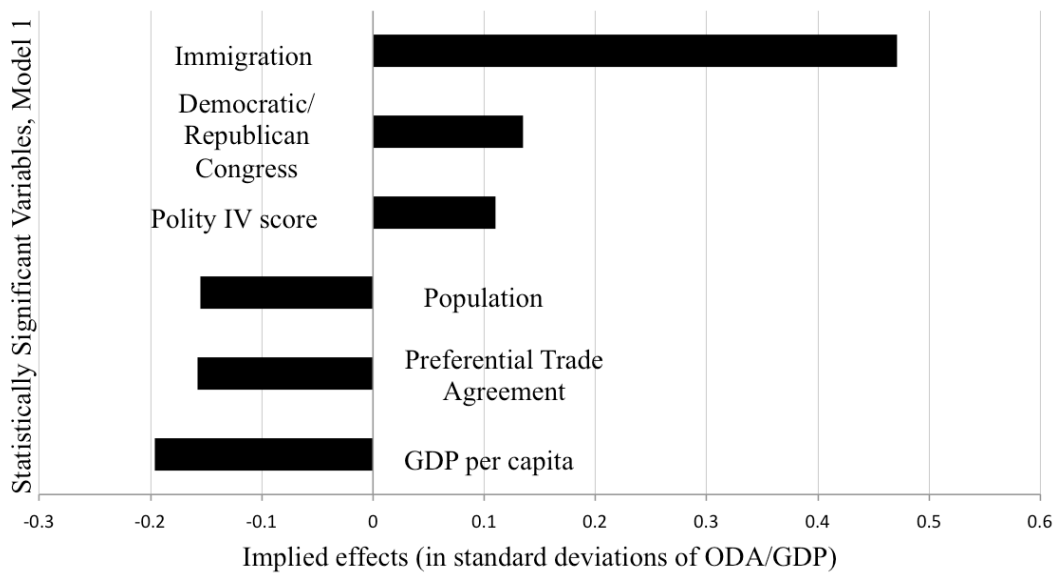 Statistically Significant Variables, Model 1
Immigration
Democratic/
Republican
Congress
Polity IV score
Population
Preferential Trade
Agreement
GDP per capita
-0.3 -0.2 -0.1 0 0.1 0.2 0.3 0.4 0.5 0.6
Implied effects (in standard deviations of ODA/GDP)